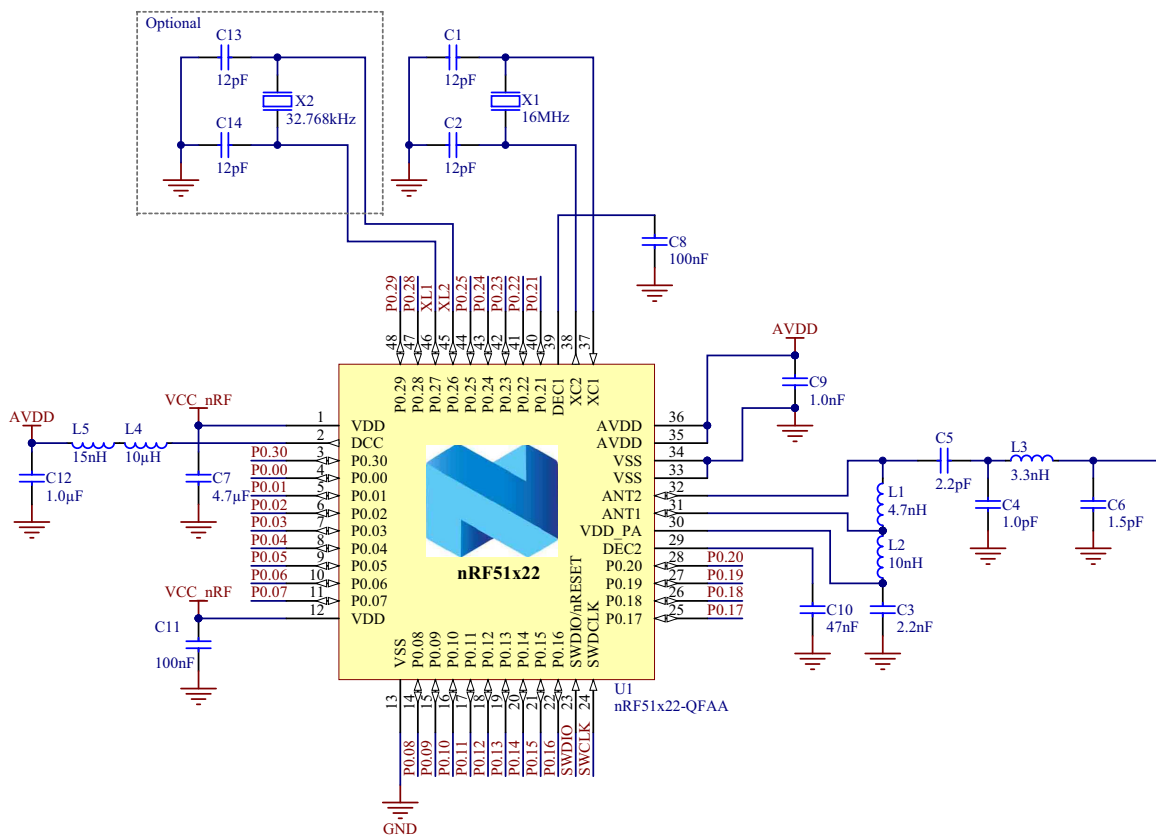 Optional
C13
12pF
X2
32.768kHz
C14
12pF
C1
12pF
X1
16MHz
C2
12pF
C8
100nF
P0.29
P0.28
XL1
XL2
P0.25
P0.24
P0.23
P0.22
P0.21
48
47
46
45
44
43
42
41
40
39
38
37
P0.29
P0.28
P0.27
P0.26
P0.25
P0.24
P0.23
P0.22
P0.21
DEC1
XC2
XC1
AVDD
C9
1.0nF
AVDD
L5
15nH
L4
10µH
C12
1.0µF
VCC_nRF
C7
4.7µF
1 VDD
2 DCC
P0.30 3 P0.30
P0.00 4 P0.00
P0.01 5 P0.01
P0.02 6 P0.02
P0.03 7 P0.03
P0.04 8 P0.04
P0.05 9 P0.05
P0.06 10 P0.06
P0.07 11 P0.07
12 VDD
VCC_nRF
C11
100nF
nRF51x22
AVDD 36
AVDD 35
VSS 34
VSS 33
ANT2 32
ANT1 31
VDD_PA 30
DEC2 29
P0.20 28 P0.20
P0.19 27 P0.19
P0.18 26 P0.18
P0.17 25 P0.17
C5
2.2pF
L3
3.3nH
L1
4.7nH
C4
1.0pF
C6
1.5pF
L2
10nH
C10
47nF
C3
2.2nF
VSS
P0.08
P0.09
P0.10
P0.11
P0.12
P0.13
P0.14
P0.15
P0.16
SWDIO/nRESET
SWDCLK
U1
nRF51x22-QFAA
13
14
15
16
17
18
19
20
21
22
23
24
P0.08
P0.09
P0.10
P0.11
P0.12
P0.13
P0.14
P0.15
P0.16
SWDIO
SWCLK
GND